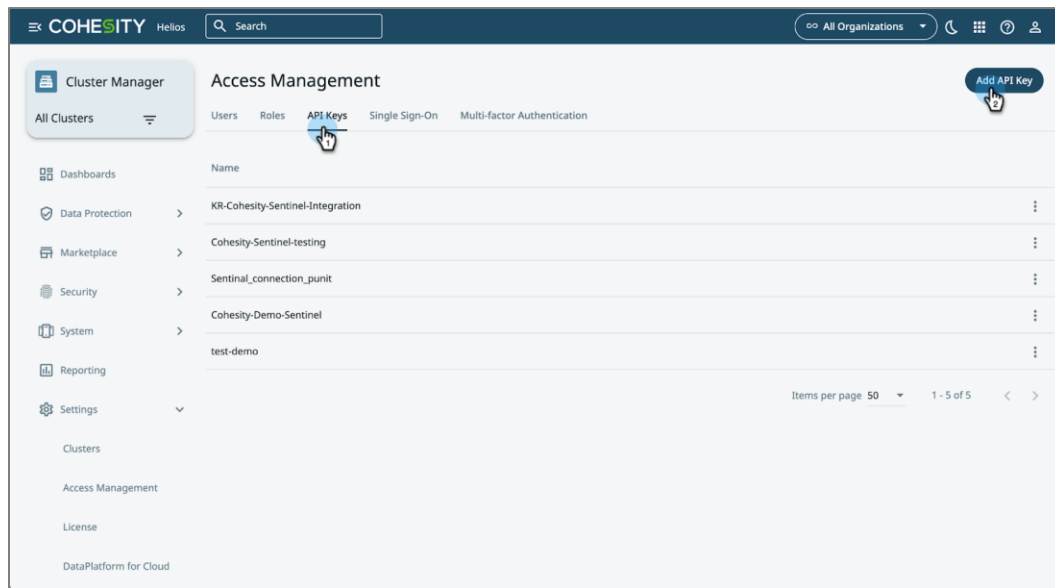 COHESITY Helios
Search
All Organizations
Cluster Manager
All Clusters
Dashboards
Data Protection
Marketplace
Security
System
Reporting
Settings
Clusters
Access Management
License
DataPlatform for Cloud
Access Management
Add API Key
2
Users Roles API Keys Single Sign-On Multi-factor Authentication
1
Name
KR-Cohesity-Sentinel-Integration
Cohesity-Sentinel-testing
Sentinal_connection_punit
Cohesity-Demo-Sentinel
test-demo
Items per page 50 1 - 5 of 5